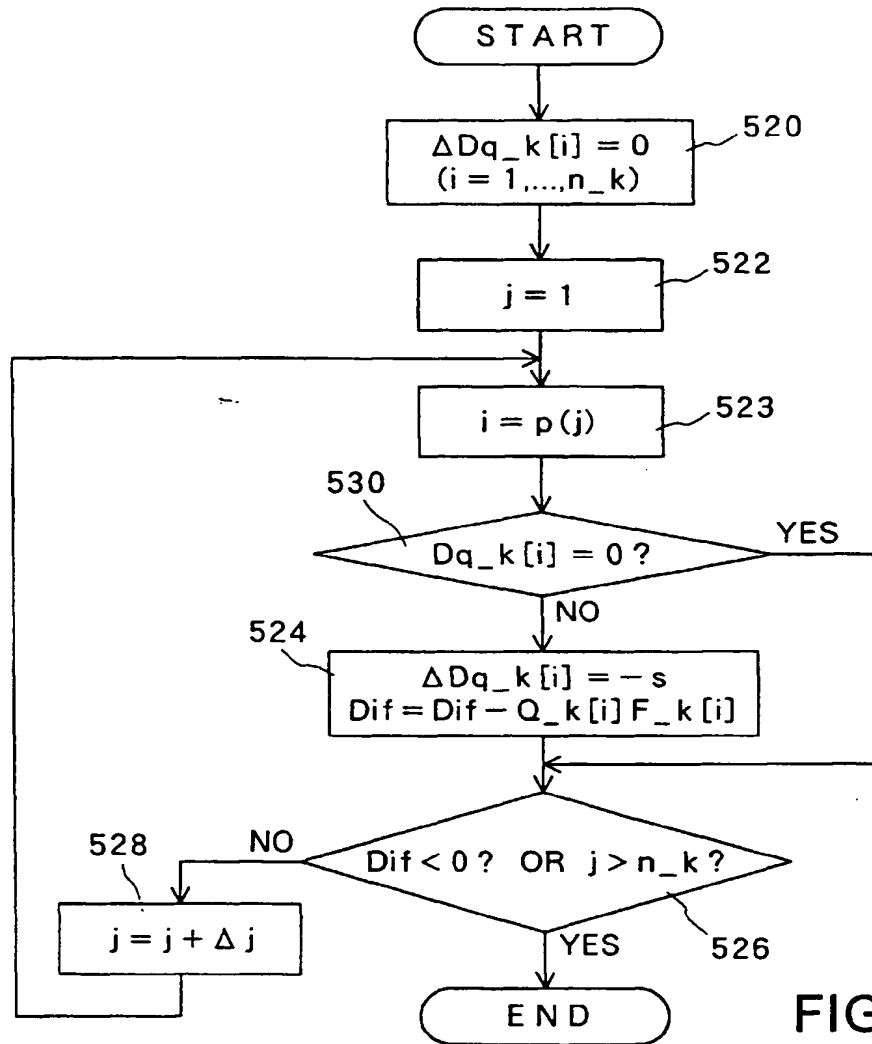 START
520
ΔDq_k[i] = 0
(i = 1,...,n_k)
522
j = 1
523
i = p(j)
530
Dq_k[i] = 0 ?
YES
NO
524
ΔDq_k[i] = − s
Dif = Dif − Q_k[i] F_k[i]
528
NO
Dif < 0 ? OR j > n_k ?
526
j = j + Δ j
YES
END
FIG